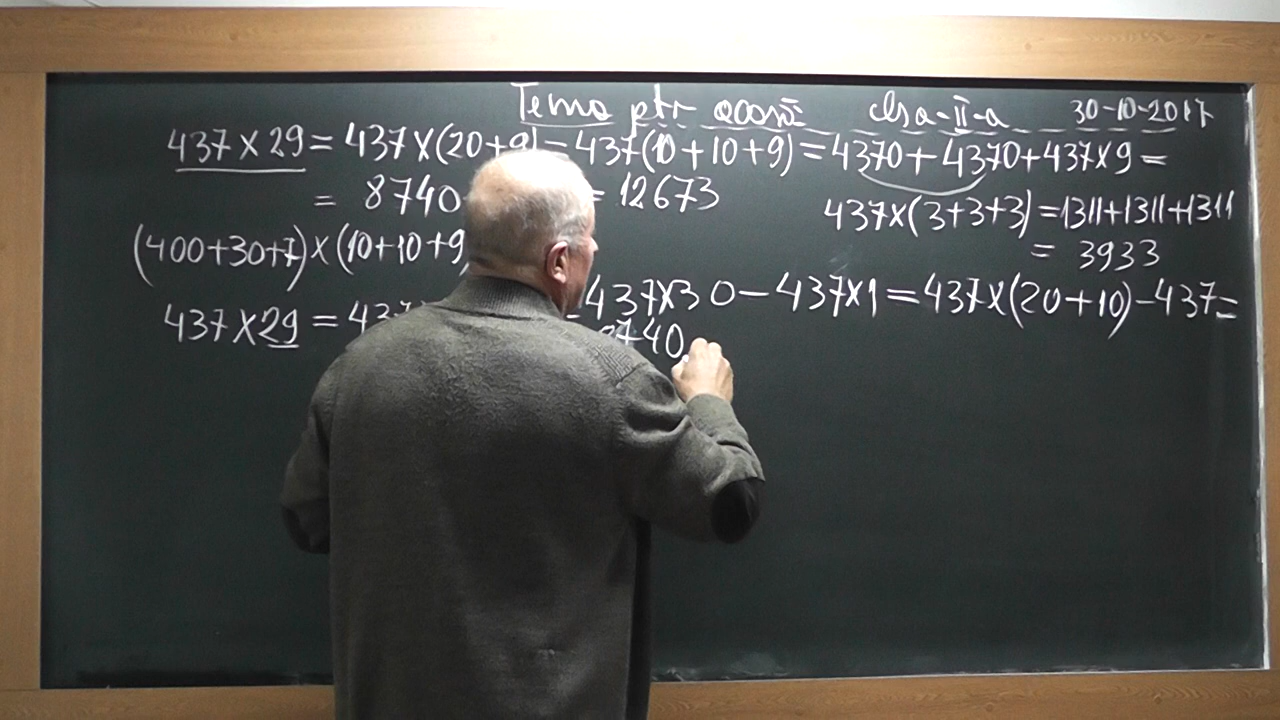 Tema ptr acasă clsa-II-a 30-10-2017
437 × 29 = 437×(20+9) = 437(10+10+9) = 4370+4370+437×9 =
= 8740 = 12673
437×(3+3+3) = 1311+1311+1311
= 3933
(400+30+7)×(10+10+9
437×29 = 437 437×30 - 437×1 = 437×(20+10)-437=
8740